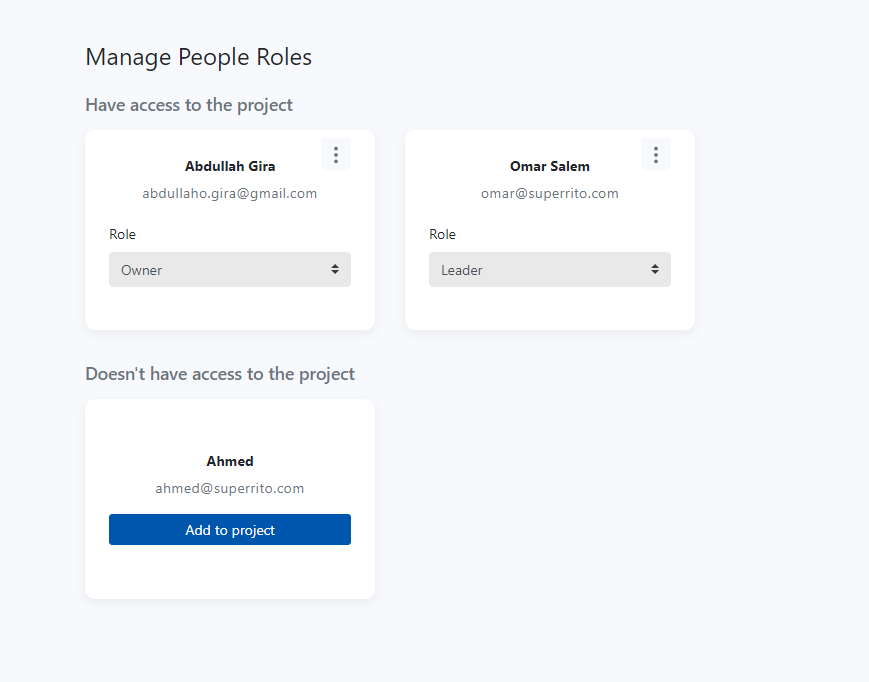 Manage People Roles
Have access to the project
Abdullah Gira
abdullaho.gira@gmail.com
Role
Owner
Omar Salem
omar@superrito.com
Role
Leader
Doesn't have access to the project
Ahmed
ahmed@superrito.com
Add to project